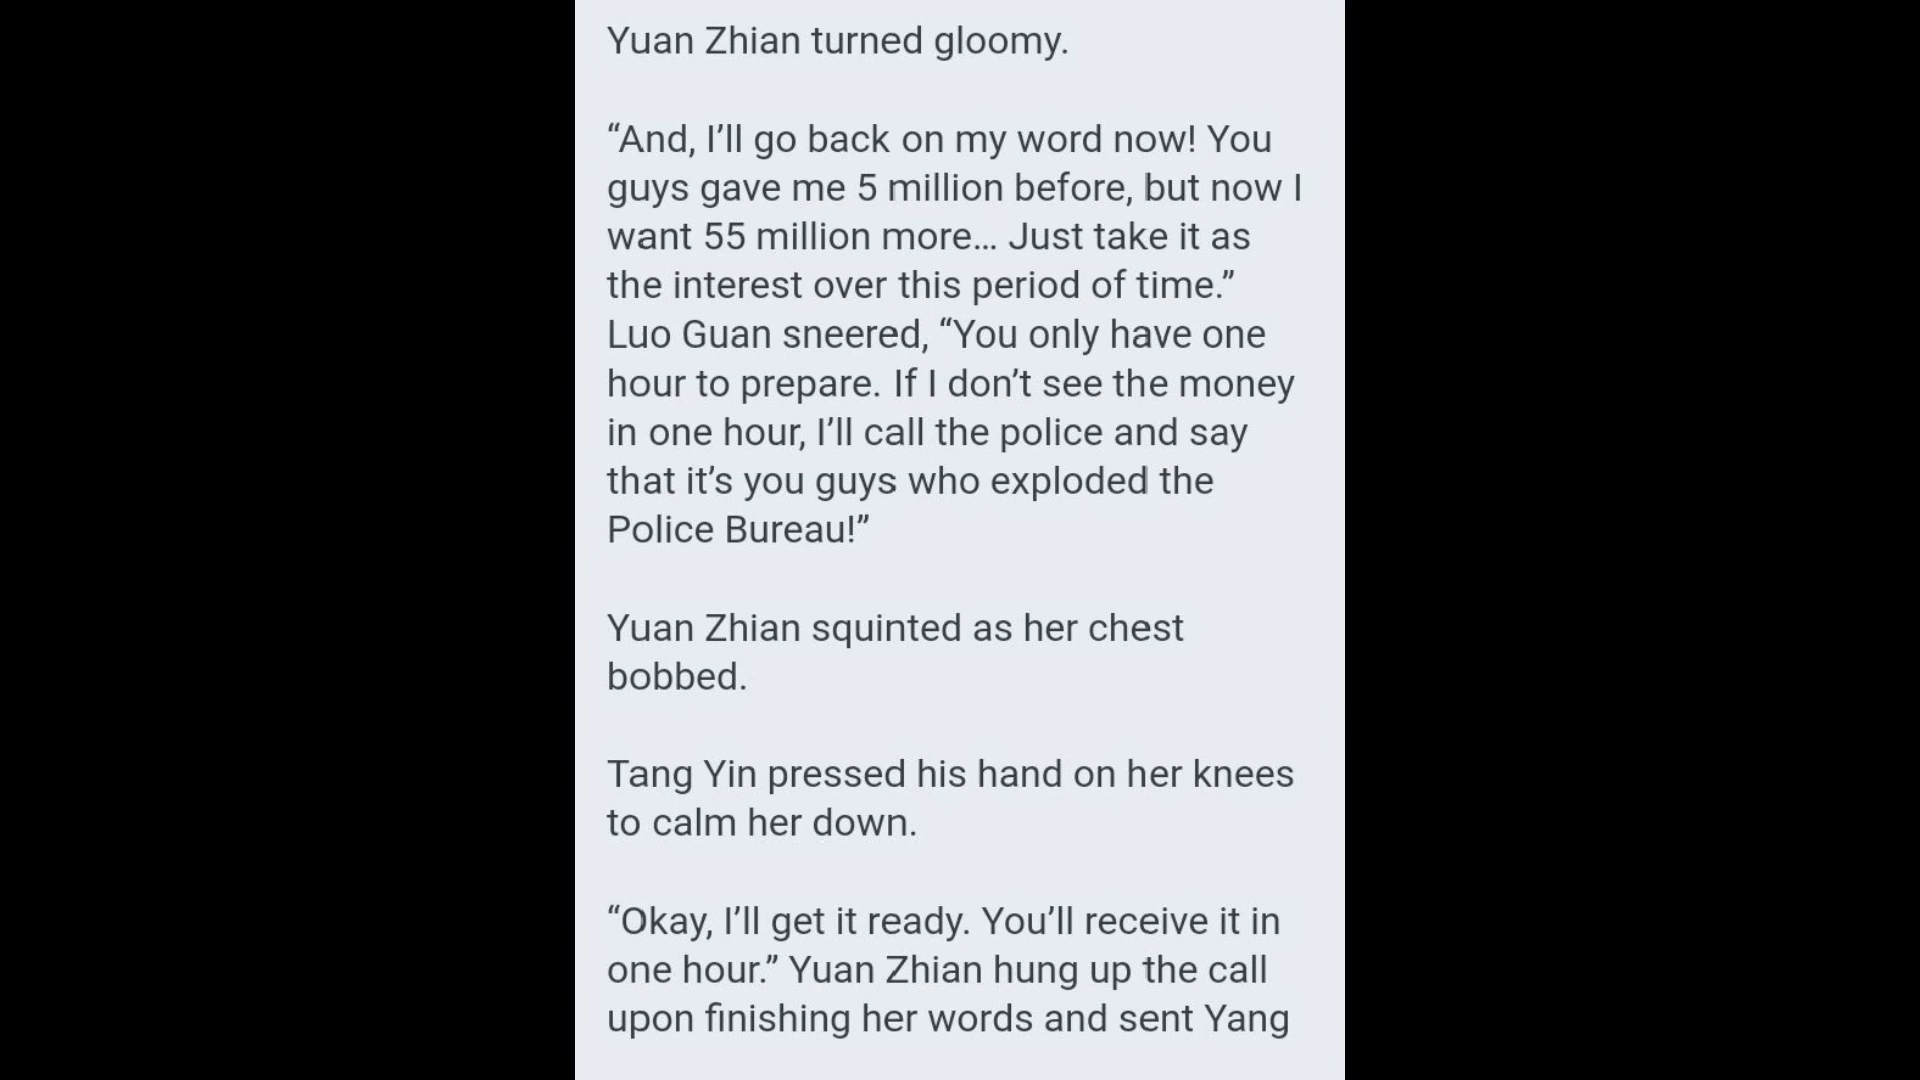 Yuan Zhian turned gloomy.
“And, I’ll go back on my word now! You
guys gave me 5 million before, but now I
want 55 million more… Just take it as
the interest over this period of time.”
Luo Guan sneered, “You only have one
hour to prepare. If I don’t see the money
in one hour, I’ll call the police and say
that it’s you guys who exploded the
Police Bureau!”
Yuan Zhian squinted as her chest
bobbed.
Tang Yin pressed his hand on her knees
to calm her down.
“Okay, I’ll get it ready. You’ll receive it in
one hour.” Yuan Zhian hung up the call
upon finishing her words and sent Yang